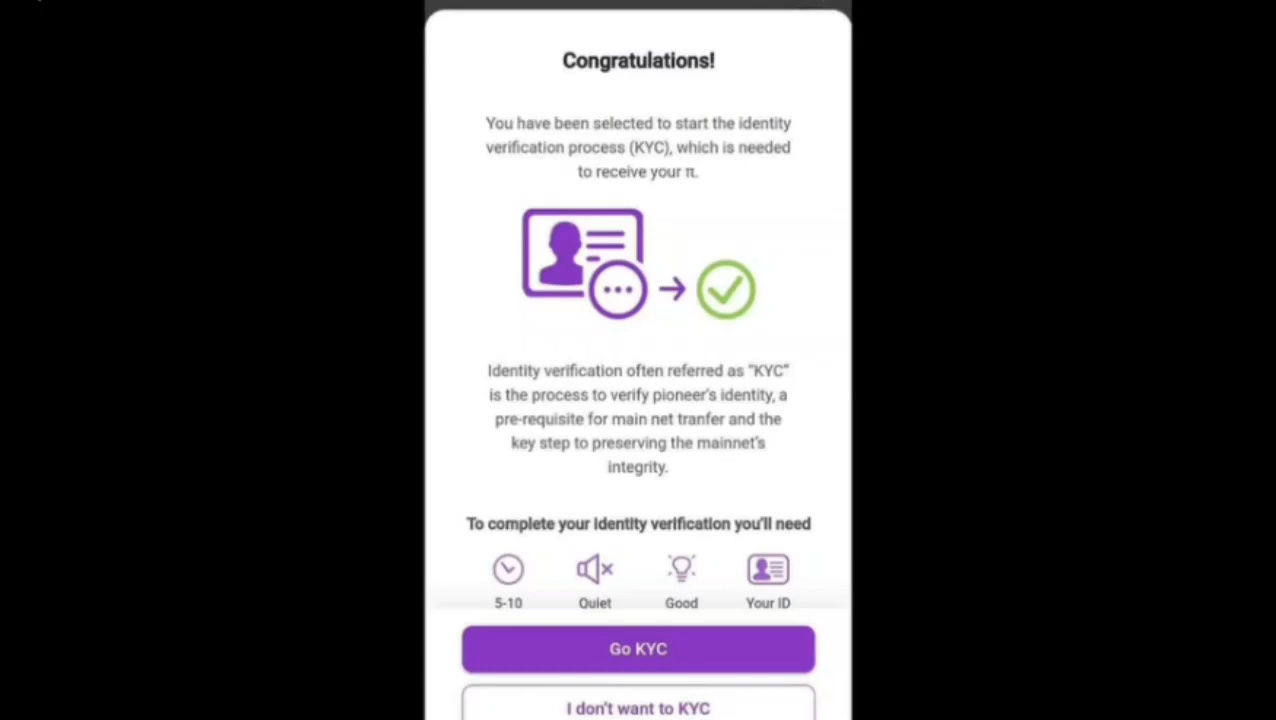 Congratulations!
You have been selected to start the identity
verification process (KYC), which is needed
to receive your π.
Identity verification often referred as "KYC"
is the process to verify pioneer's identity, a
pre-requisite for main net tranfer and the
key step to preserving the mainnet's
integrity.
To complete your identity verification you'll need
5-10 Quiet Good Your ID
Go KYC
I don't want to KYC